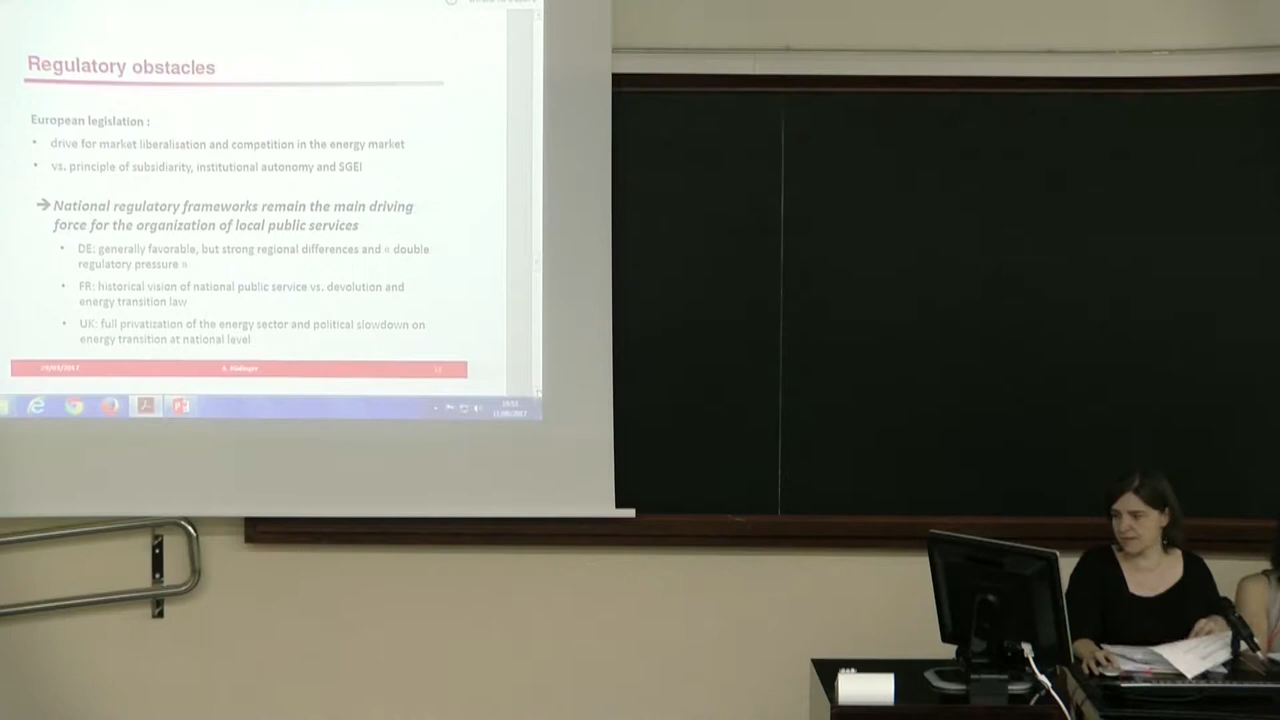 Regulatory obstacles
European legislation :
• drive for market liberalisation and competition in the energy market
• vs. principle of subsidiarity, institutional autonomy and SGEI
➔ National regulatory frameworks remain the main driving
force for the organization of local public services
• DE: generally favorable, but strong regional differences and « double
regulatory pressure »
• FR: historical vision of national public service vs. devolution and
energy transition law
• UK: full privatization of the energy sector and political slowdown on
energy transition at national level
A. Rüdinger
12